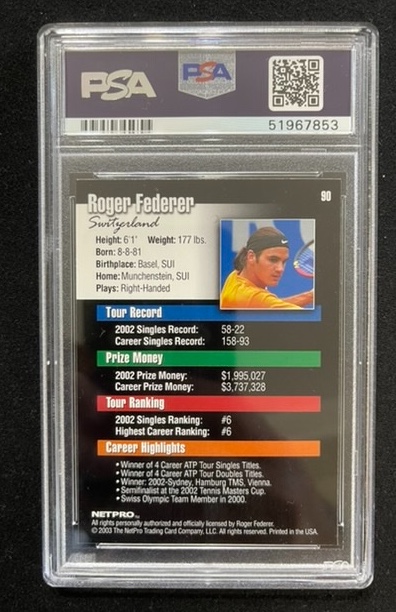 PSA
PSA
51967853
Roger Federer
90
Switzerland
Height: 6'1" Weight: 177 lbs.
Born: 8-8-81
Birthplace: Basel, SUI
Home: Munchenstein, SUI
Plays: Right-Handed
Tour Record
2002 Singles Record: 58-22
Career Singles Record: 158-93
Prize Money
2002 Prize Money: $1,995,027
Career Prize Money: $3,737,328
Tour Ranking
2002 Singles Ranking: #6
Highest Career Ranking: #6
Career Highlights
• Winner of 4 Career ATP Tour Singles Titles.
• Winner of 4 Career ATP Tour Doubles Titles.
• Winner: 2002-Sydney, Hamburg TMS, Vienna.
• Semifinalist at the 2002 Tennis Masters Cup.
• Swiss Olympic Team Member in 2000.
NETPRO™
All rights personally authorized and officially licensed by Roger Federer.
© 2003 The NetPro Trading Card Company, LLC. All rights reserved. Printed in the USA.
PSA